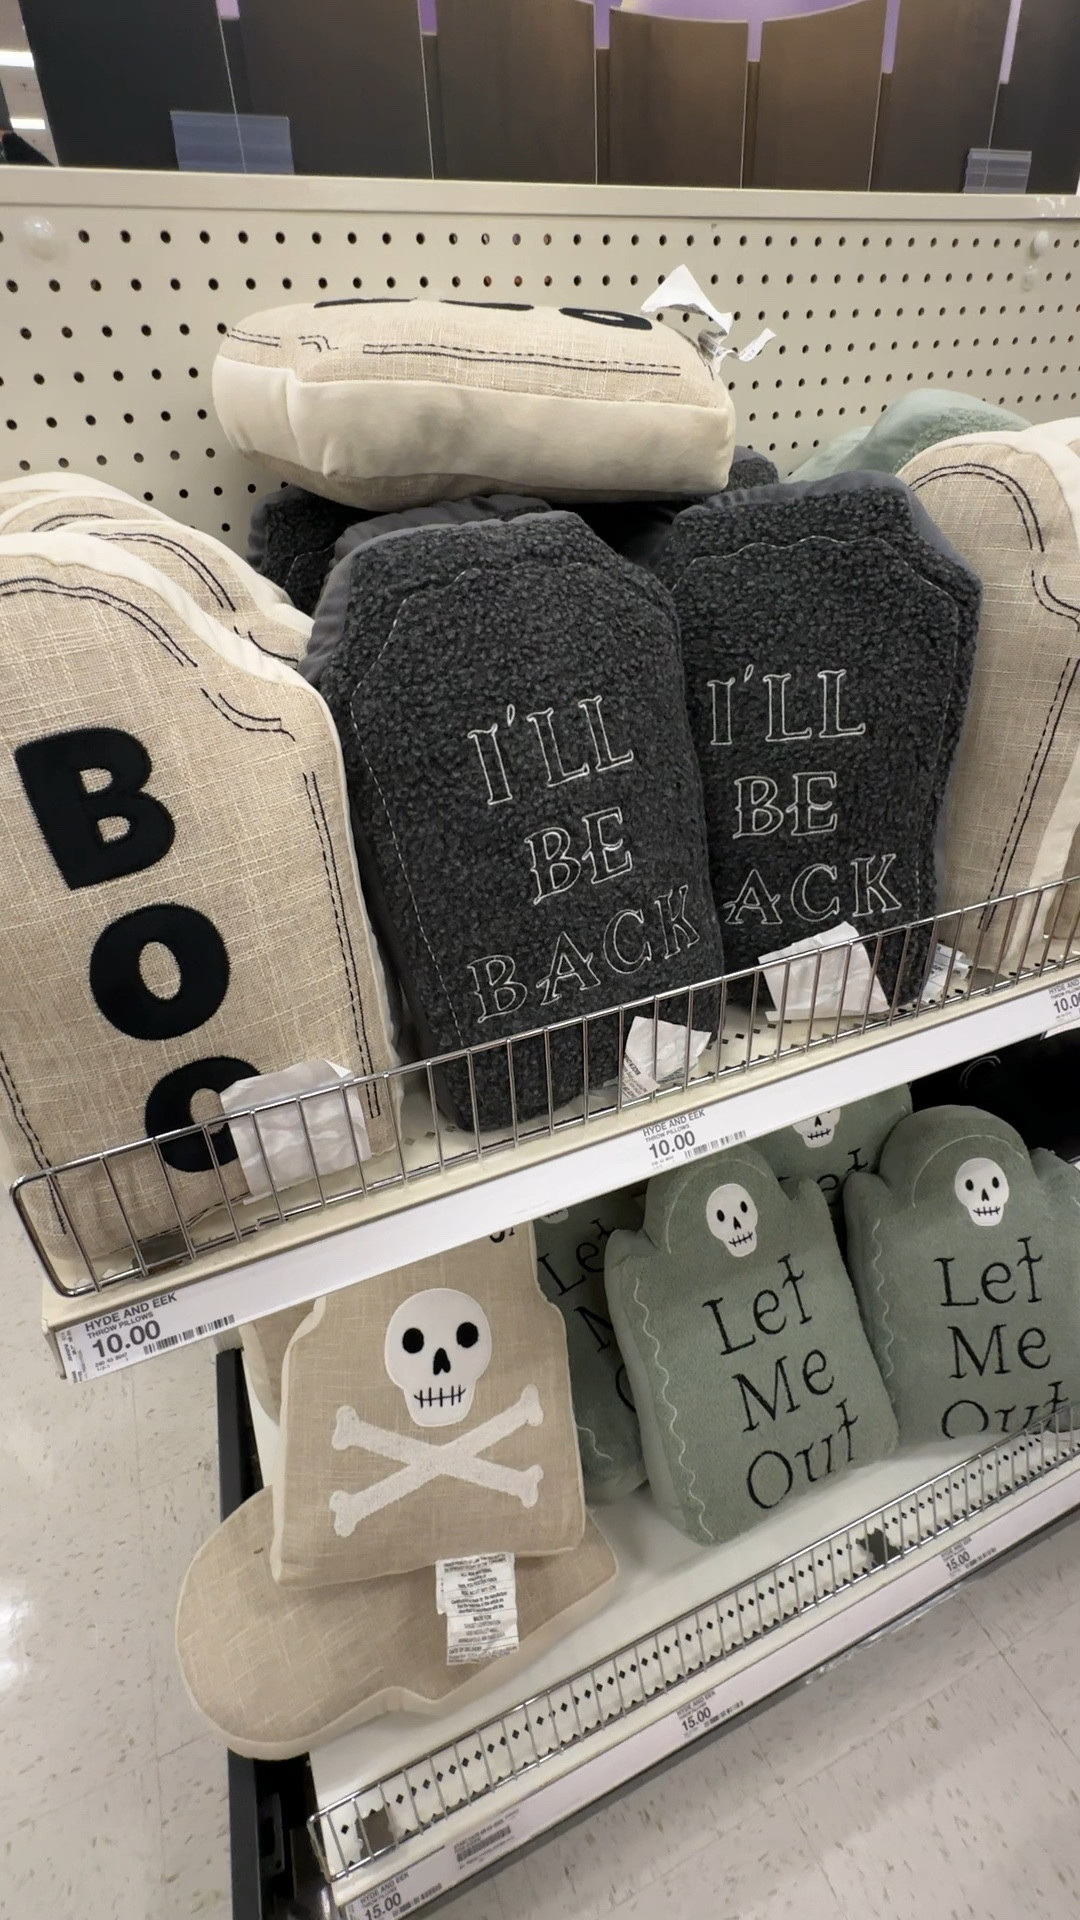 BOO
I'LL
BE
BACK
I'LL
BE
ACK
HYDE AND EEK
THROW PILLOWS
10.00
HYDE AND EEK
THROW PILLOWS
10.00
10.0
Let
Let
Me
Out
Let
Me
Out
HYDE AND EEK
15.00
15.00
HYDE AND EEK
15.00